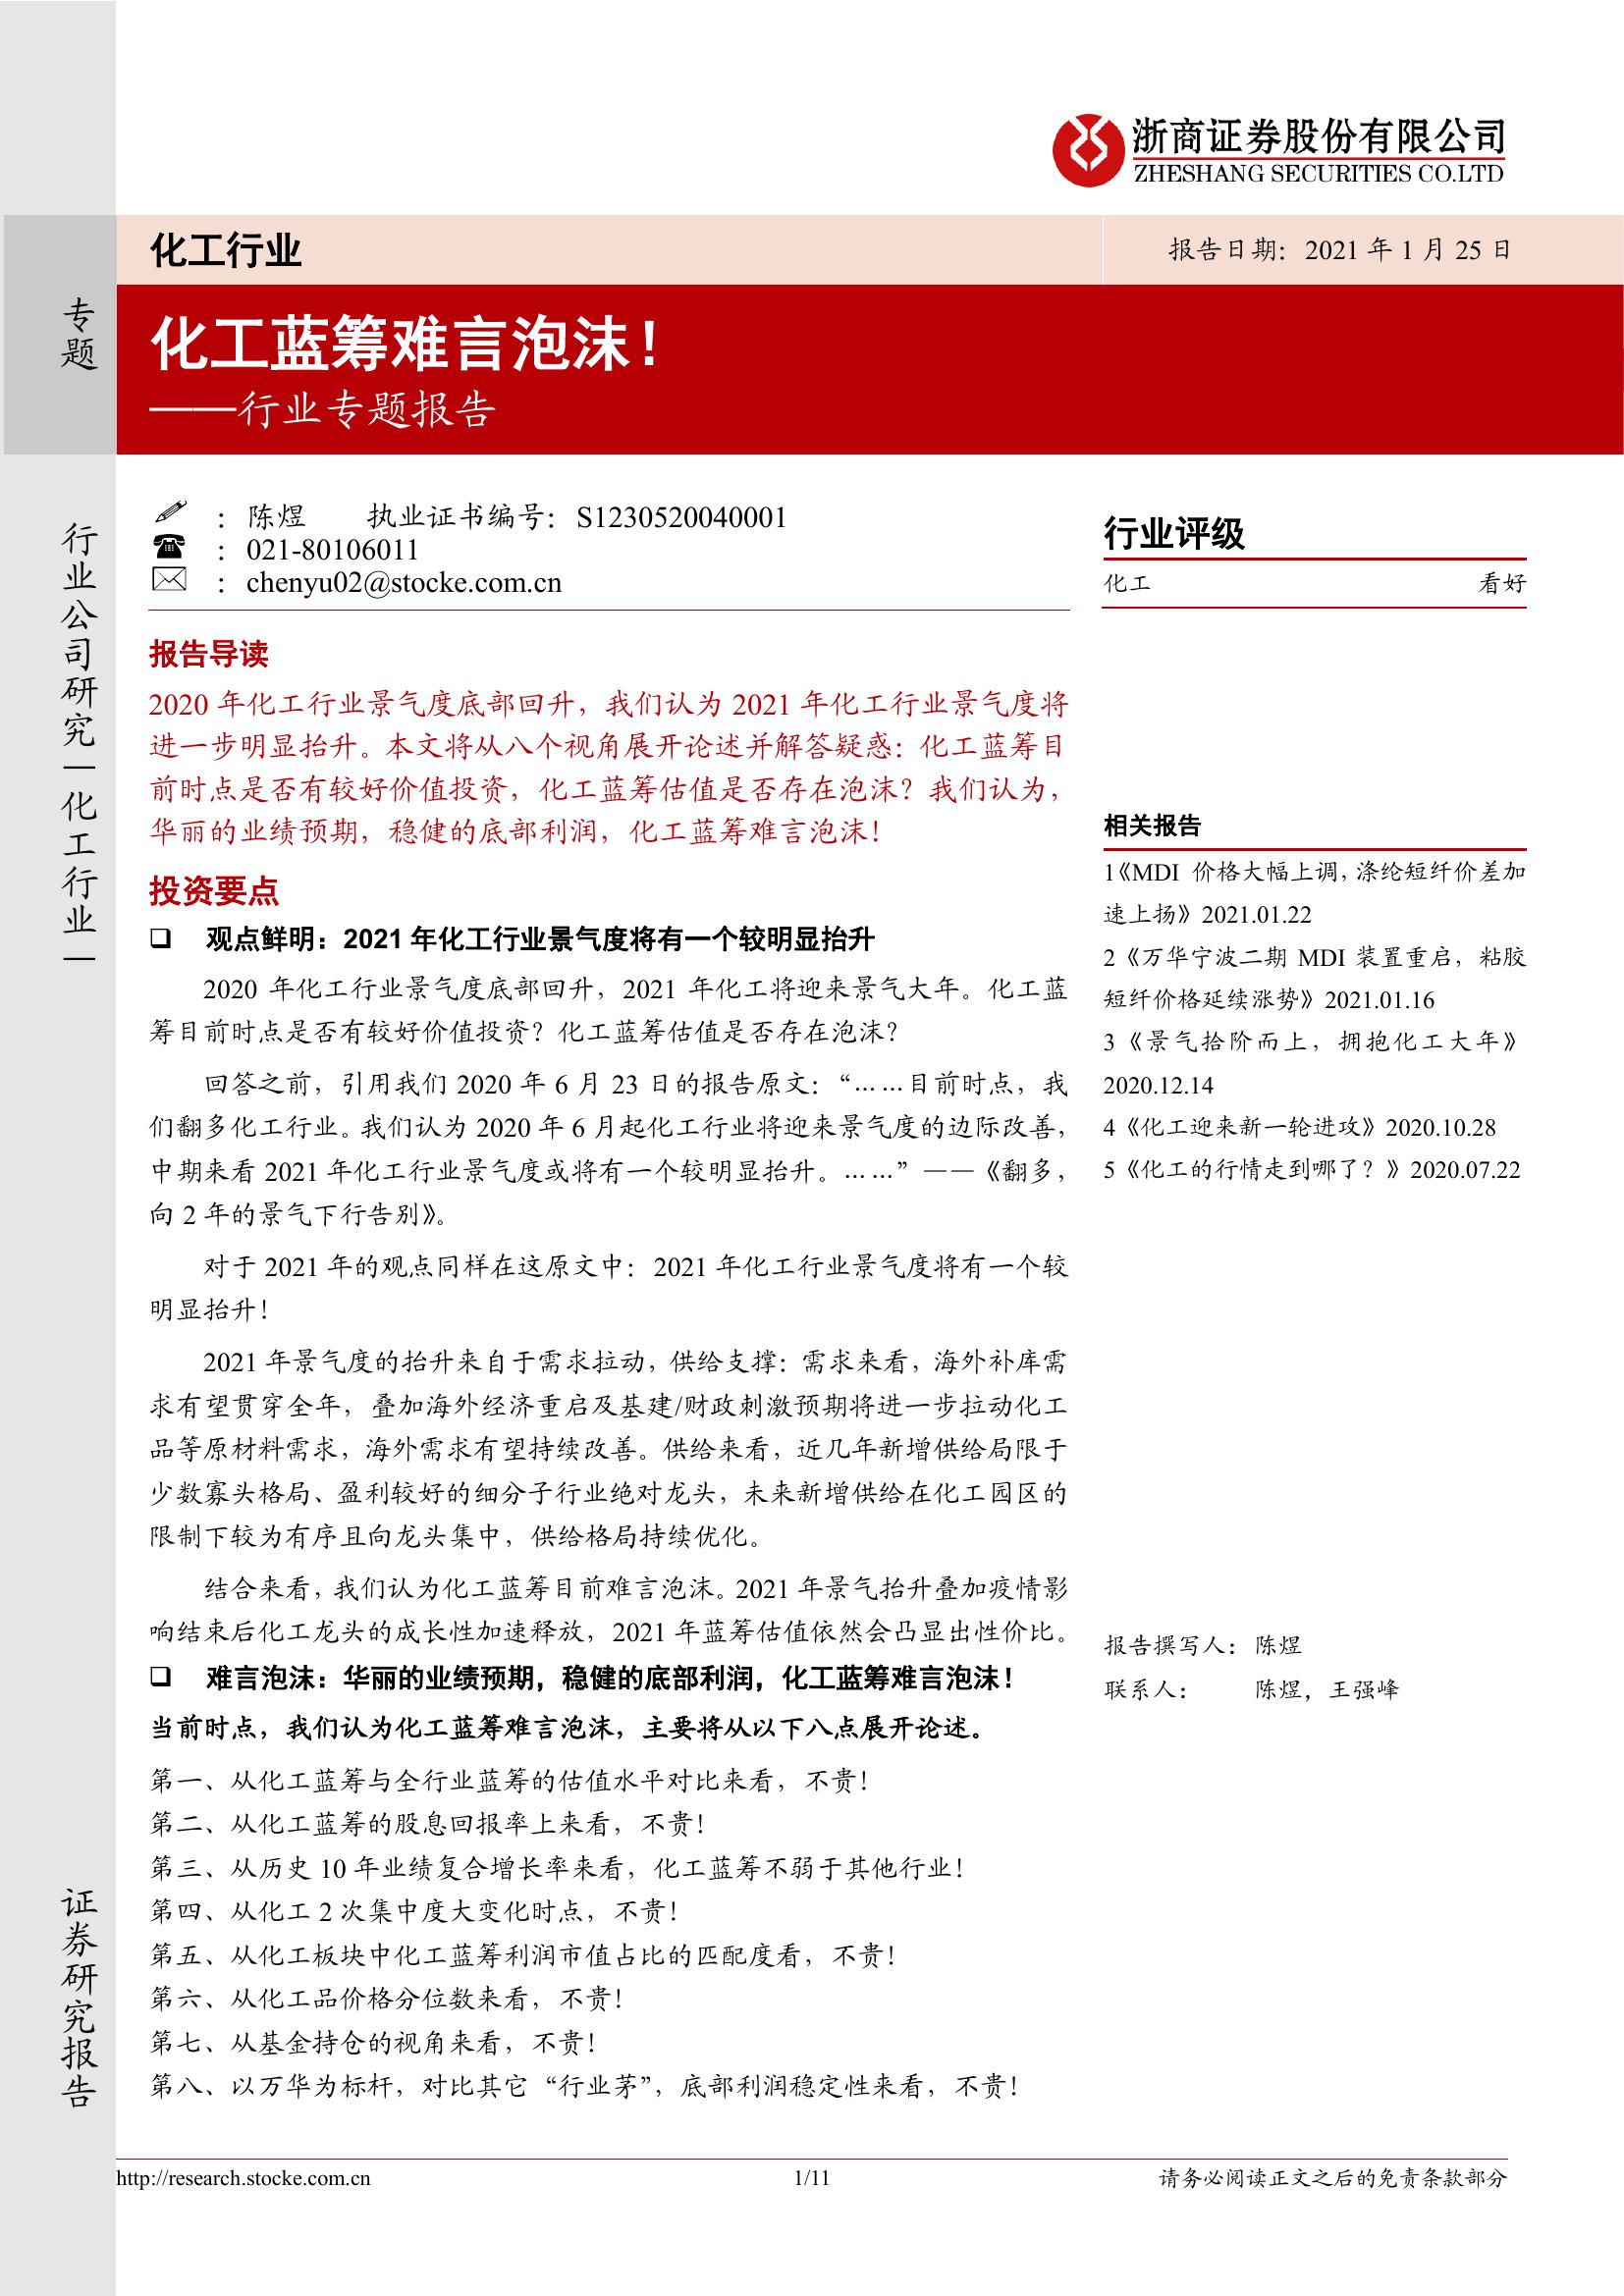 浙商证券股份有限公司
ZHESHANG SECURITIES CO.LTD
化工行业
报告日期：2021 年 1 月 25 日
专题
化工蓝筹难言泡沫！
——行业专题报告
行业公司研究｜化工行业｜
证券研究报告
：陈煜 执业证书编号：S1230520040001
：021-80106011
：chenyu02@stocke.com.cn
报告导读
2020 年化工行业景气度底部回升，我们认为 2021 年化工行业景气度将
进一步明显抬升。本文将从八个视角展开论述并解答疑惑：化工蓝筹目
前时点是否有较好价值投资，化工蓝筹估值是否存在泡沫？我们认为，
华丽的业绩预期，稳健的底部利润，化工蓝筹难言泡沫！
投资要点
❑ 观点鲜明：2021 年化工行业景气度将有一个较明显抬升
2020 年化工行业景气度底部回升，2021 年化工将迎来景气大年。化工蓝
筹目前时点是否有较好价值投资？化工蓝筹估值是否存在泡沫？
回答之前，引用我们 2020 年 6 月 23 日的报告原文：“……目前时点，我
们翻多化工行业。我们认为 2020 年 6 月起化工行业将迎来景气度的边际改善，
中期来看 2021 年化工行业景气度或将有一个较明显抬升。……”——《翻多，
向 2 年的景气下行告别》。
对于 2021 年的观点同样在这原文中：2021 年化工行业景气度将有一个较
明显抬升！
2021 年景气度的抬升来自于需求拉动，供给支撑：需求来看，海外补库需
求有望贯穿全年，叠加海外经济重启及基建/财政刺激预期将进一步拉动化工
品等原材料需求，海外需求有望持续改善。供给来看，近几年新增供给局限于
少数寡头格局、盈利较好的细分子行业绝对龙头，未来新增供给在化工园区的
限制下较为有序且向龙头集中，供给格局持续优化。
结合来看，我们认为化工蓝筹目前难言泡沫。2021 年景气抬升叠加疫情影
响结束后化工龙头的成长性加速释放，2021 年蓝筹估值依然会凸显出性价比。
❑ 难言泡沫：华丽的业绩预期，稳健的底部利润，化工蓝筹难言泡沫！
当前时点，我们认为化工蓝筹难言泡沫，主要将从以下八点展开论述。
第一、从化工蓝筹与全行业蓝筹的估值水平对比来看，不贵！
第二、从化工蓝筹的股息回报率上来看，不贵！
第三、从历史 10 年业绩复合增长率来看，化工蓝筹不弱于其他行业！
第四、从化工 2 次集中度大变化时点，不贵！
第五、从化工板块中化工蓝筹利润市值占比的匹配度看，不贵！
第六、从化工品价格分位数来看，不贵！
第七、从基金持仓的视角来看，不贵！
第八、以万华为标杆，对比其它“行业茅”，底部利润稳定性来看，不贵！
行业评级
化工 看好
相关报告
1《MDI 价格大幅上调，涤纶短纤价差加
速上扬》2021.01.22
2《万华宁波二期 MDI 装置重启，粘胶
短纤价格延续涨势》2021.01.16
3《景气拾阶而上，拥抱化工大年》
2020.12.14
4《化工迎来新一轮进攻》2020.10.28
5《化工的行情走到哪了？》2020.07.22
报告撰写人：陈煜
联系人：陈煜，王强峰
http://research.stocke.com.cn
1/11
请务必阅读正文之后的免责条款部分